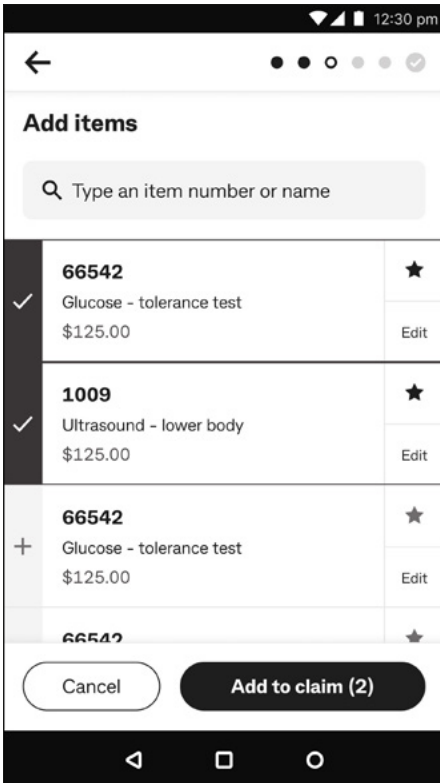 12:30 pm
Add items
Type an item number or name
66542
Glucose - tolerance test
$125.00
Edit
1009
Ultrasound - lower body
$125.00
Edit
66542
Glucose - tolerance test
$125.00
Edit
66542
Cancel
Add to claim (2)